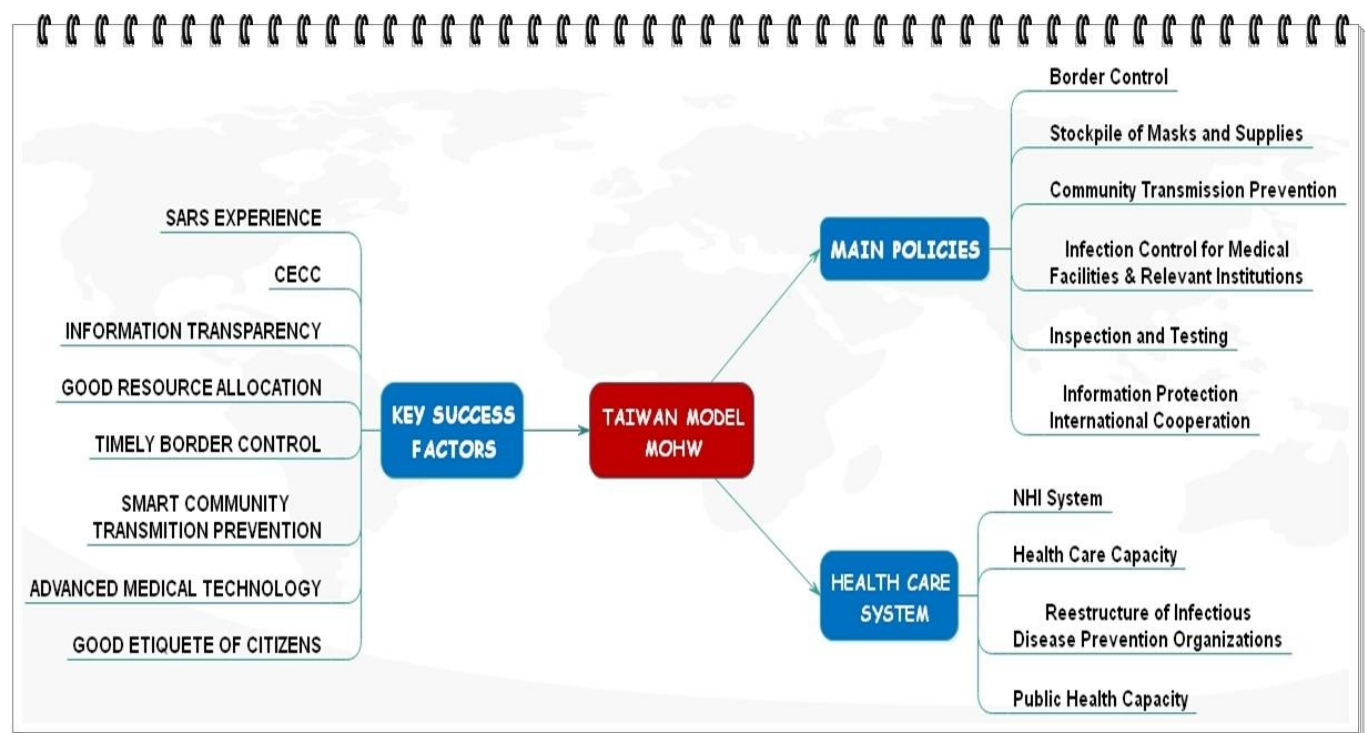 SARS EXPERIENCE
CECC
INFORMATION TRANSPARENCY
GOOD RESOURCE ALLOCATION
TIMELY BORDER CONTROL
SMART COMMUNITY
TRANSMITION PREVENTION
ADVANCED MEDICAL TECHNOLOGY
GOOD ETIQUETE OF CITIZENS
KEY SUCCESS
FACTORS
TAIWAN MODEL
MOHW
MAIN POLICIES
Border Control
Stockpile of Masks and Supplies
Community Transmission Prevention
Infection Control for Medical
Facilities & Relevant Institutions
Inspection and Testing
Information Protection
International Cooperation
HEALTH CARE
SYSTEM
NHI System
Health Care Capacity
Reestructure of Infectious
Disease Prevention Organizations
Public Health Capacity